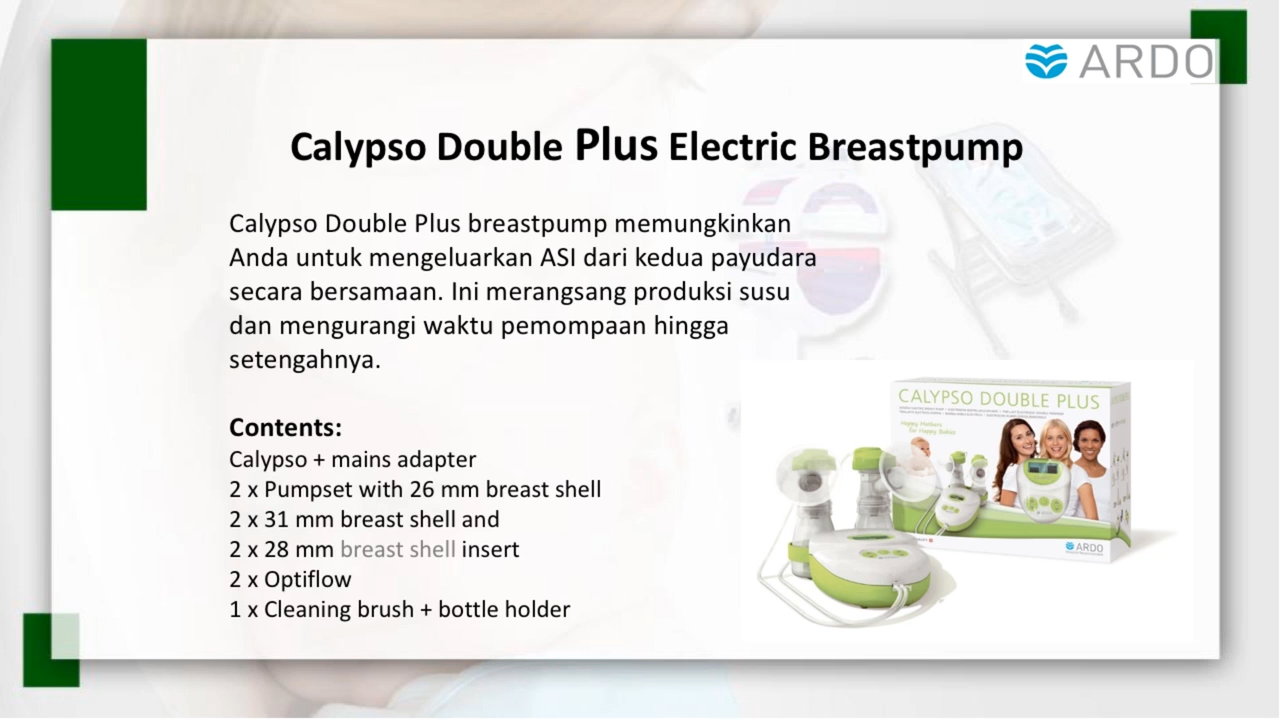 ARDO
Calypso Double Plus Electric Breastpump
Calypso Double Plus breastpump memungkinkan
Anda untuk mengeluarkan ASI dari kedua payudara
secara bersamaan. Ini merangsang produksi susu
dan mengurangi waktu pemompaan hingga
setengahnya.
Contents:
Calypso + mains adapter
2 x Pumpset with 26 mm breast shell
2 x 31 mm breast shell and
2 x 28 mm breast shell insert
2 x Optiflow
1 x Cleaning brush + bottle holder
CALYPSO DOUBLE PLUS
Happy Mothers
for Happy Babies
ARDO